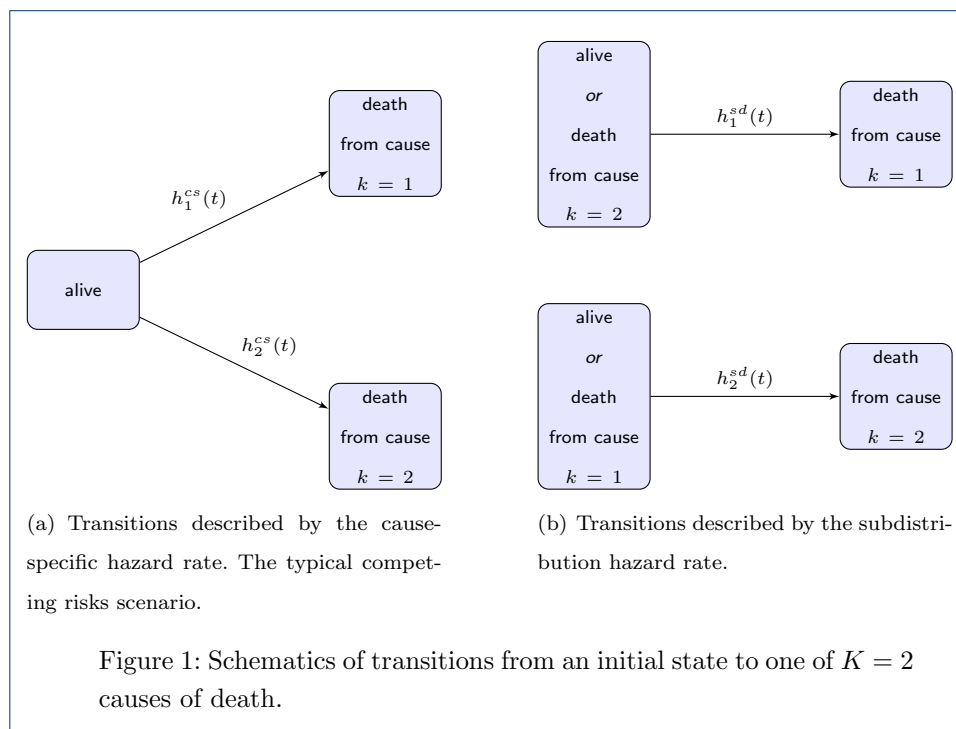 death
from cause
k = 1
h_1^{cs}(t)
alive
h_2^{cs}(t)
death
from cause
k = 2
(a) Transitions described by the cause-
specific hazard rate. The typical compet-
ing risks scenario.
alive
or
death
from cause
k = 2
h_1^{sd}(t)
death
from cause
k = 1
alive
or
death
from cause
k = 1
h_2^{sd}(t)
death
from cause
k = 2
(b) Transitions described by the subdistri-
bution hazard rate.
Figure 1: Schematics of transitions from an initial state to one of K = 2
causes of death.